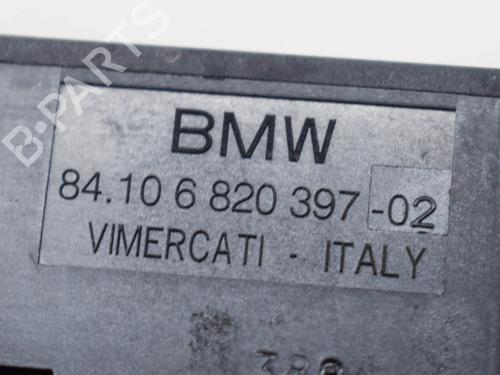 B-PARTS
BMW
84.10 6 820 397-02
VIMERCATI - ITALY